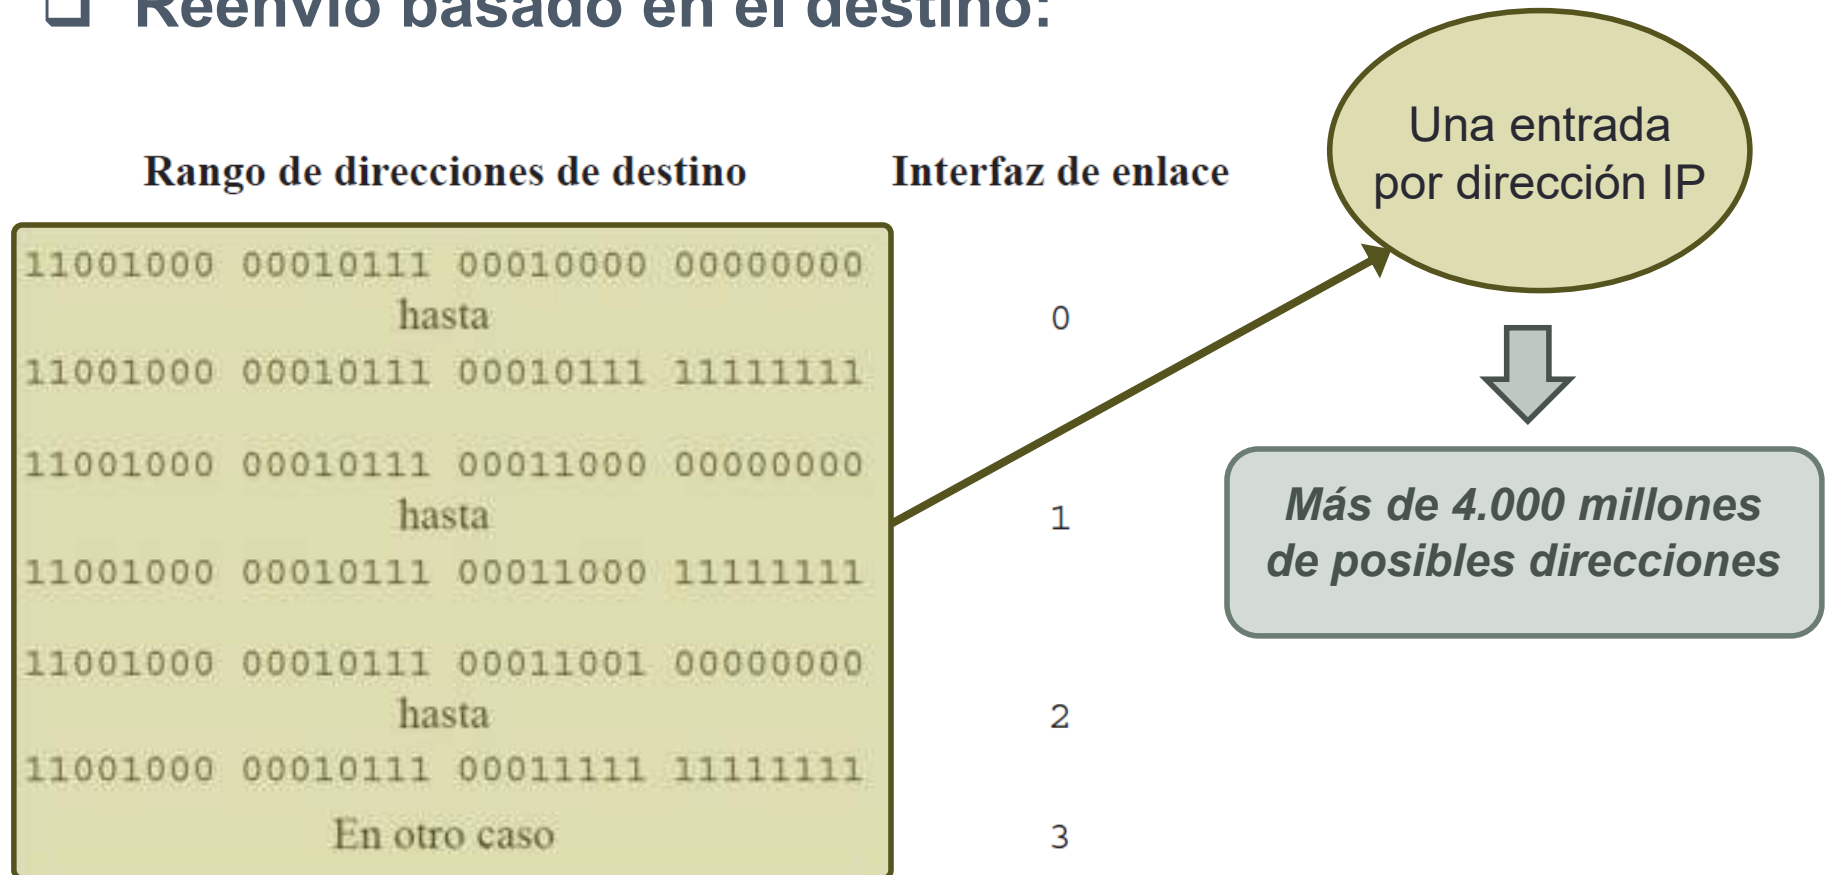 Reenvío basado en el destino:
Rango de direcciones de destino Interfaz de enlace
11001000 00010111 00010000 00000000
hasta 0
11001000 00010111 00010111 11111111
11001000 00010111 00011000 00000000
hasta 1
11001000 00010111 00011000 11111111
11001000 00010111 00011001 00000000
hasta 2
11001000 00010111 00011111 11111111
En otro caso 3
Una entrada
por dirección IP
Más de 4.000 millones
de posibles direcciones